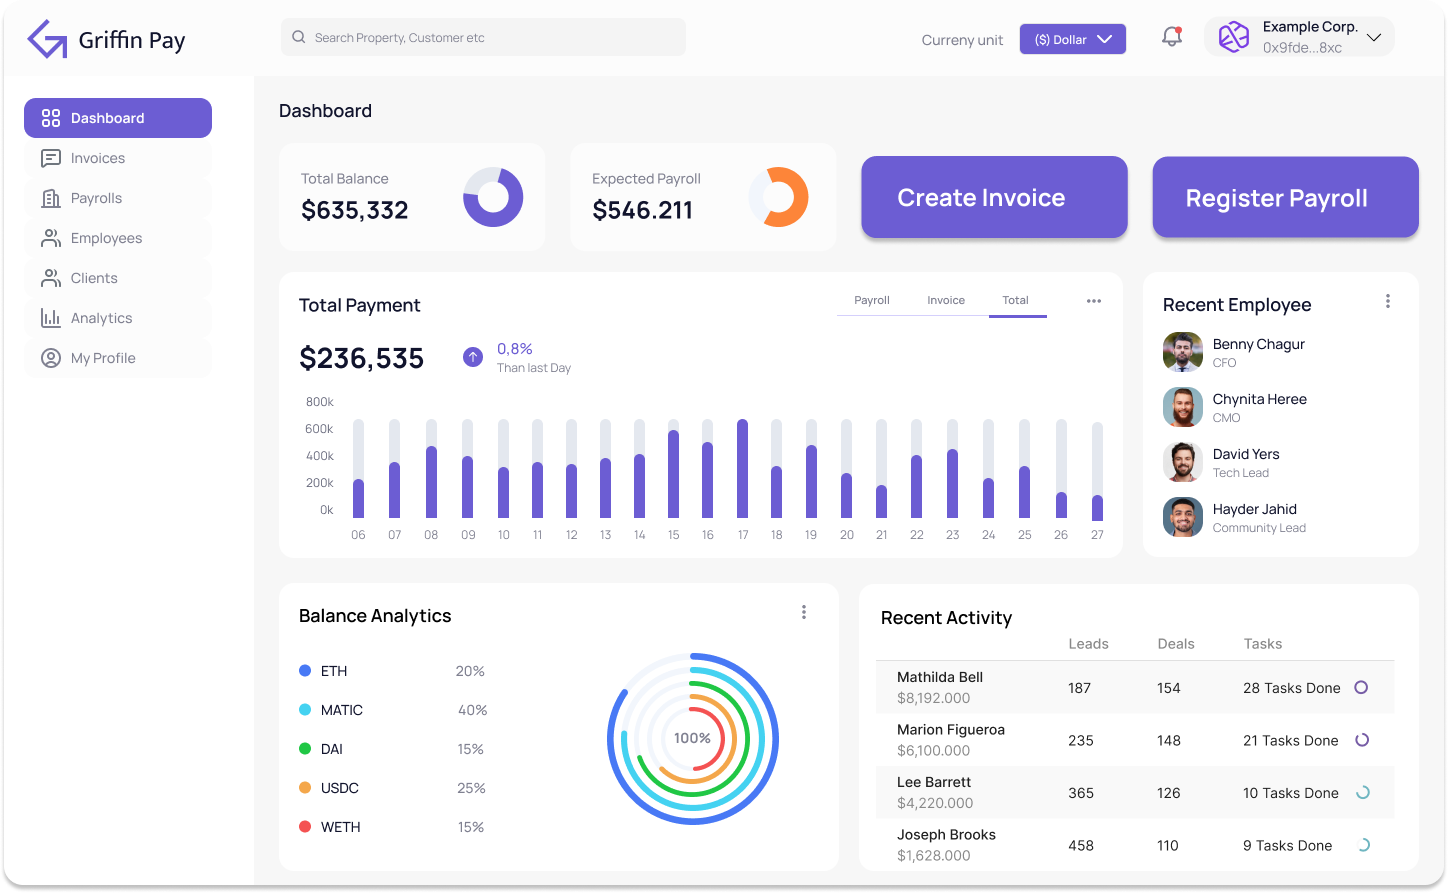 Griffin Pay
Search Property, Customer etc
Curreny unit
($) Dollar
Example Corp.
0x9fde...8xc
Dashboard
Invoices
Payrolls
Employees
Clients
Analytics
My Profile
Dashboard
Total Balance
$635,332
Expected Payroll
$546.211
Create Invoice
Register Payroll
Total Payment
Payroll Invoice Total
$236,535
0,8%
Than last Day
800k
600k
400k
200k
0k
06 07 08 09 10 11 12 13 14 15 16 17 18 19 20 21 22 23 24 25 26 27
Recent Employee
Benny Chagur
CFO
Chynita Heree
CMO
David Yers
Tech Lead
Hayder Jahid
Community Lead
Balance Analytics
ETH 20%
MATIC 40%
DAI 15%
USDC 25%
WETH 15%
100%
Recent Activity
Leads Deals Tasks
Mathilda Bell
$8,192.000
187 154 28 Tasks Done
Marion Figueroa
$6,100.000
235 148 21 Tasks Done
Lee Barrett
$4,220.000
365 126 10 Tasks Done
Joseph Brooks
$1,628.000
458 110 9 Tasks Done